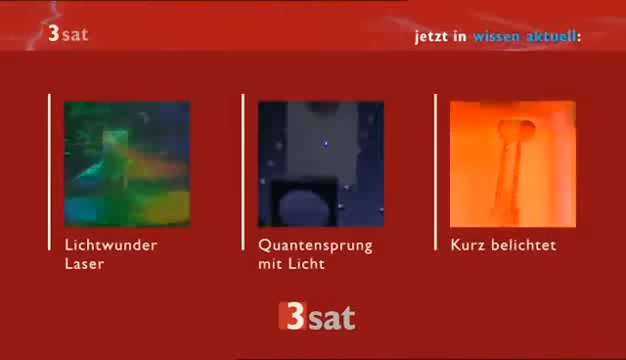 3sat
jetzt in wissen aktuell:
Lichtwunder
Laser
Quantensprung
mit Licht
Kurz belichtet
3sat